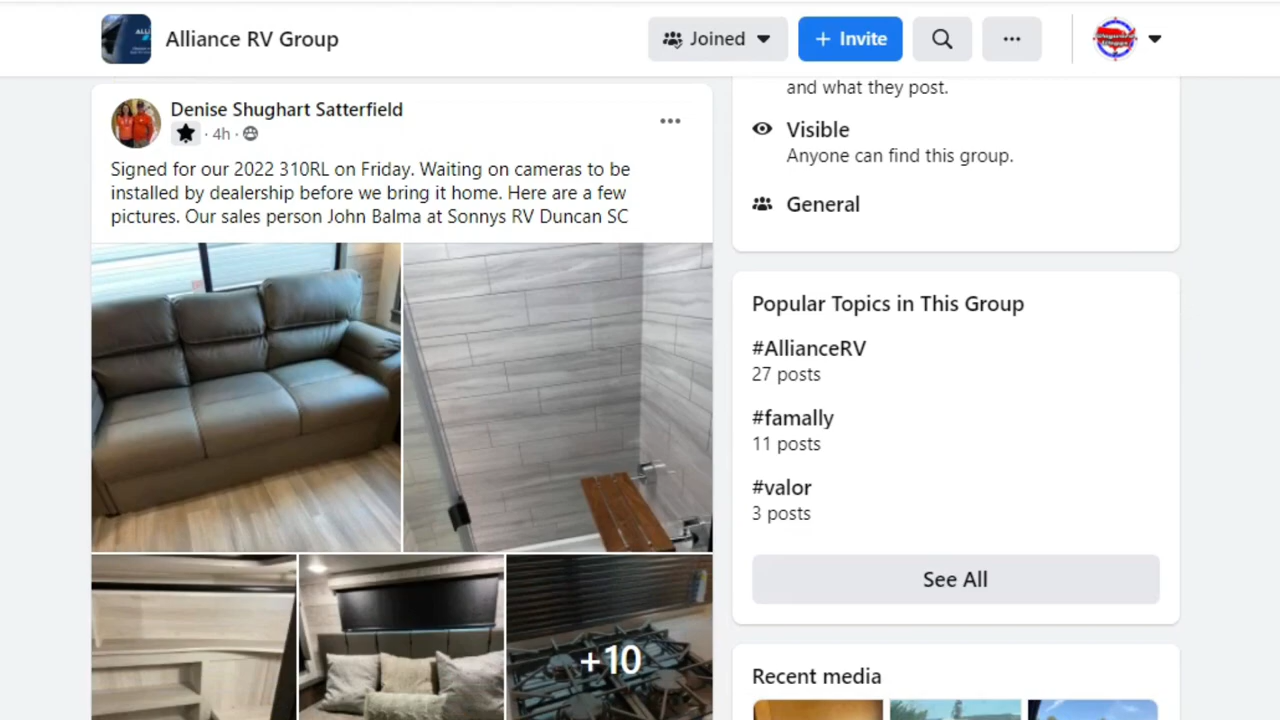 Alliance RV Group
Joined
+ Invite
Denise Shughart Satterfield
· 4h ·
Signed for our 2022 310RL on Friday. Waiting on cameras to be
installed by dealership before we bring it home. Here are a few
pictures. Our sales person John Balma at Sonnys RV Duncan SC
+10
and what they post.
Visible
Anyone can find this group.
General
Popular Topics in This Group
#AllianceRV
27 posts
#famally
11 posts
#valor
3 posts
See All
Recent media